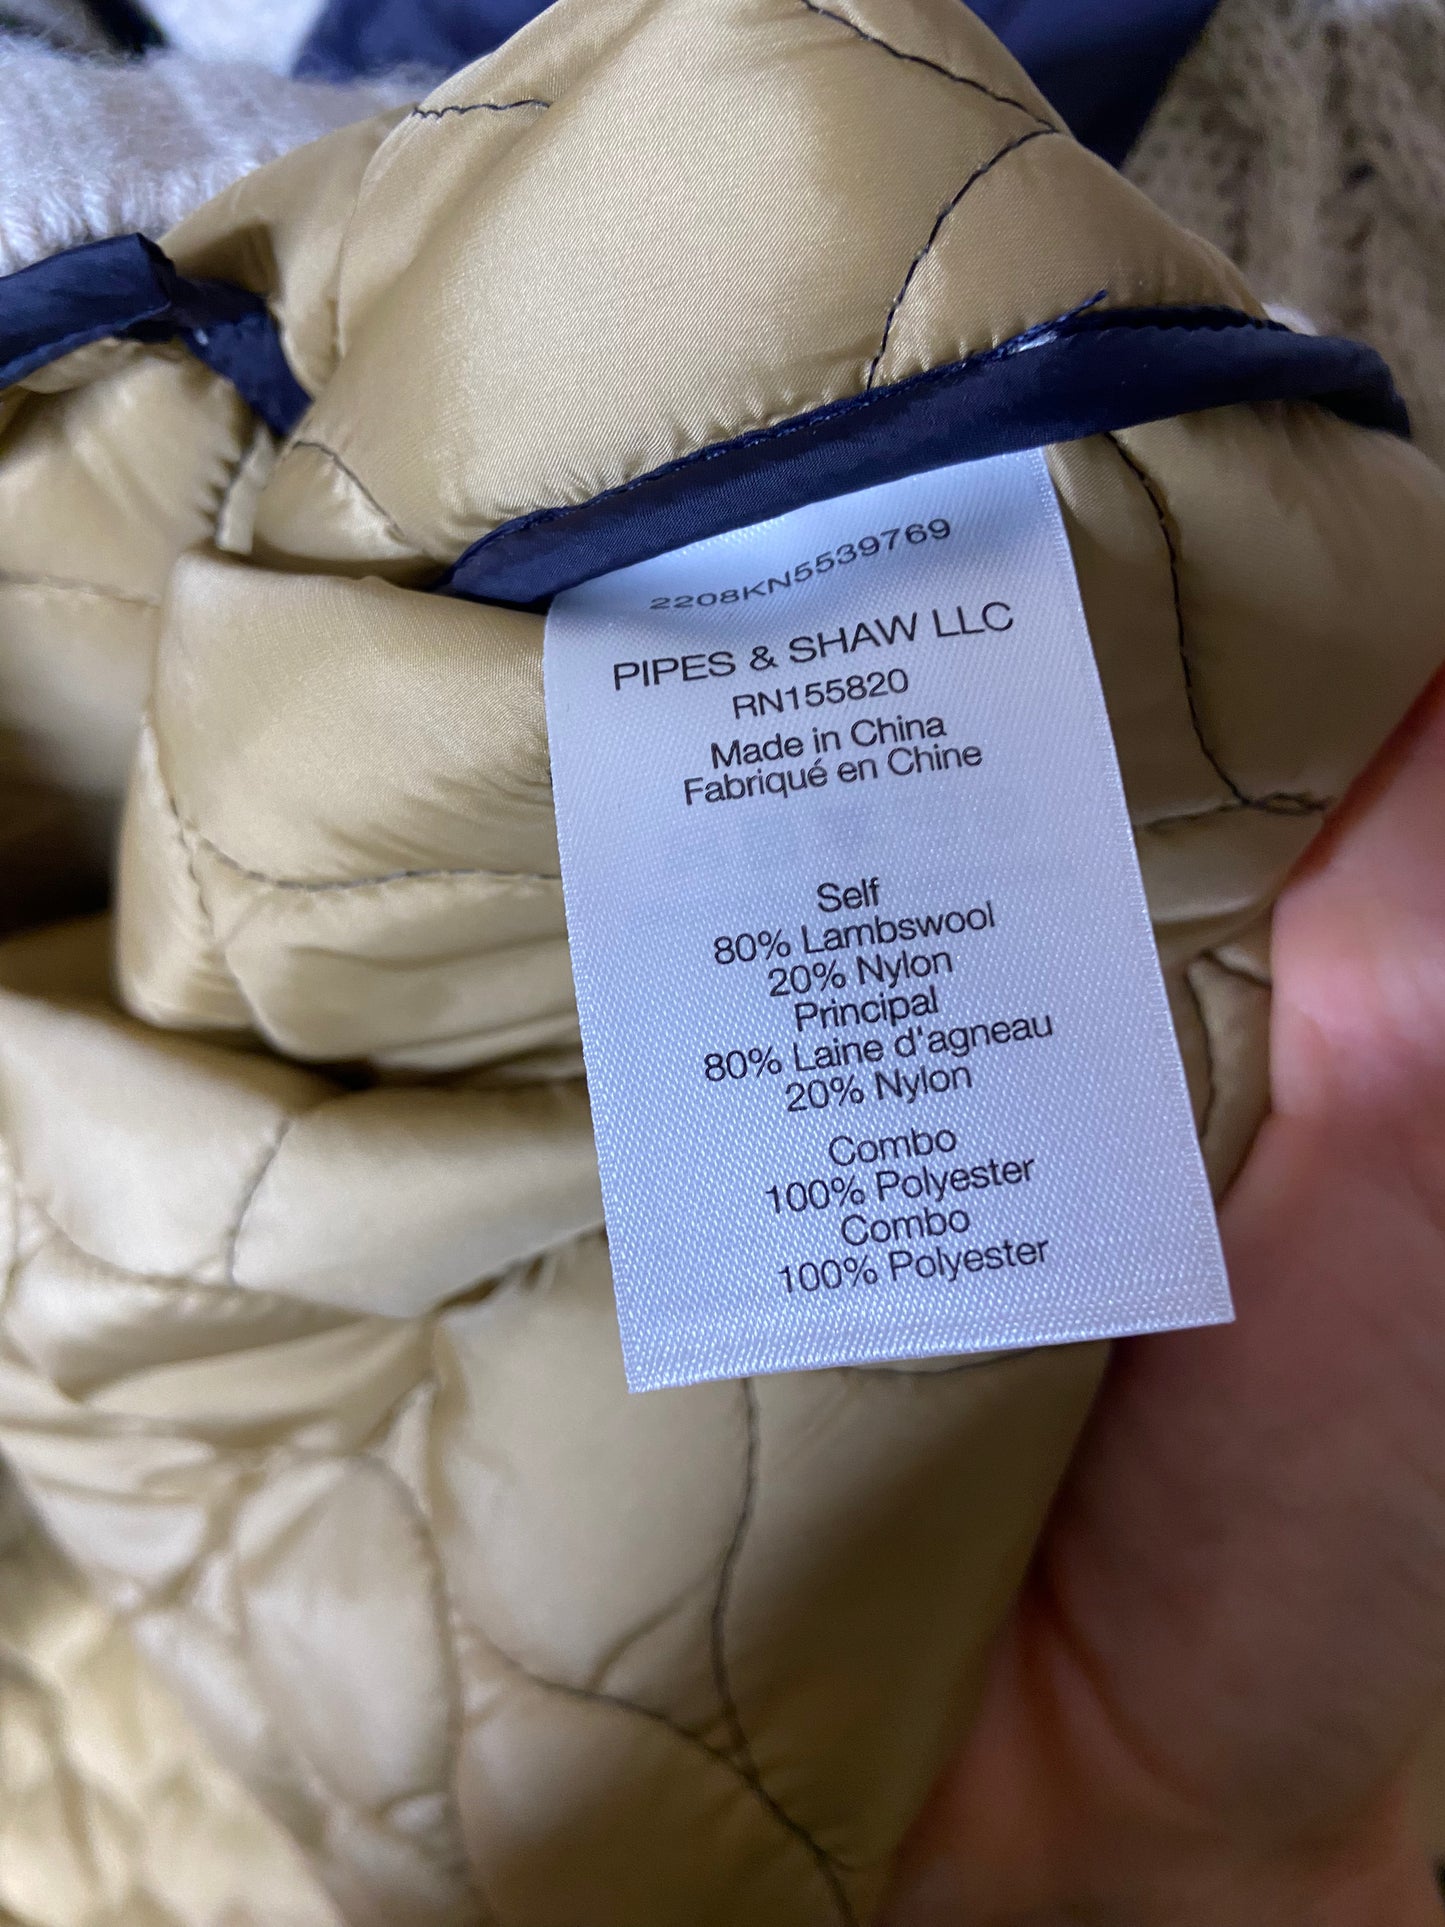 2208KN5539769
PIPES & SHAW LLC
RN155820
Made in China
Fabriqué en Chine
Self
80% Lambswool
20% Nylon
Principal
80% Laine d'agneau
20% Nylon
Combo
100% Polyester
Combo
100% Polyester